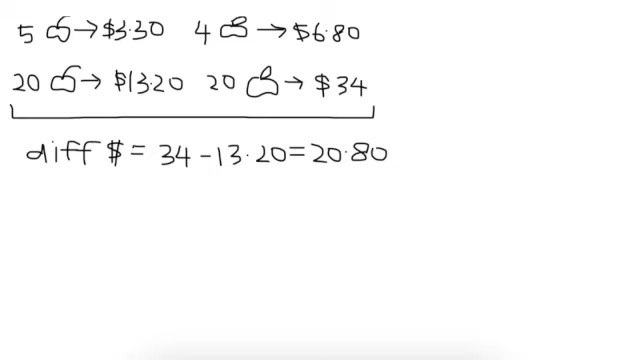 5 → $3.30 4 → $6.80
20 → $13.20 20 → $34
diff $ = 34 - 13.20 = 20.80